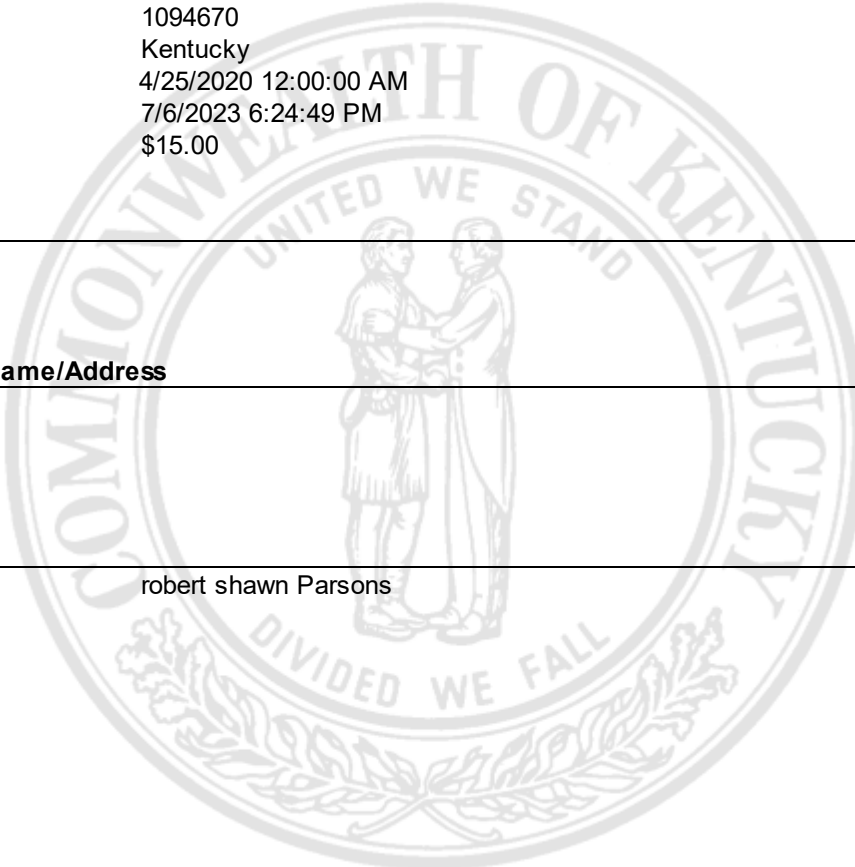 1094670
Kentucky
4/25/2020 12:00:00 AM
7/6/2023 6:24:49 PM
$15.00
COMMONWEALTH OF KENTUCKY
UNITED WE STAND
ame/Address
robert shawn Parsons
DIVIDED WE FALL